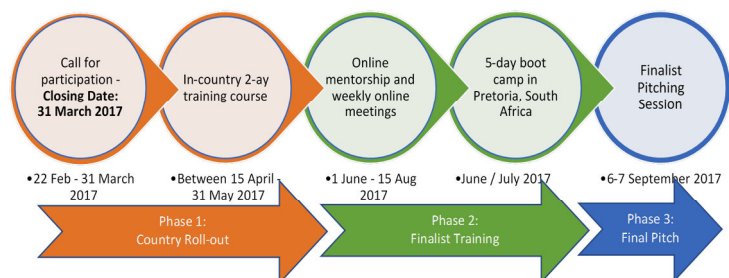 Call for
participation -
Closing Date:
31 March 2017
In-country 2-ay
training course
Online
mentorship and
weekly online
meetings
5-day boot
camp in
Pretoria, South
Africa
Finalist
Pitching
Session
•22 Feb - 31 March
2017
•Between 15 April -
31 May 2017
•1 June - 15 Aug
2017
•June / July 2017
•6-7 September 2017
Phase 1:
Country Roll-out
Phase 2:
Finalist Training
Phase 3:
Final Pitch